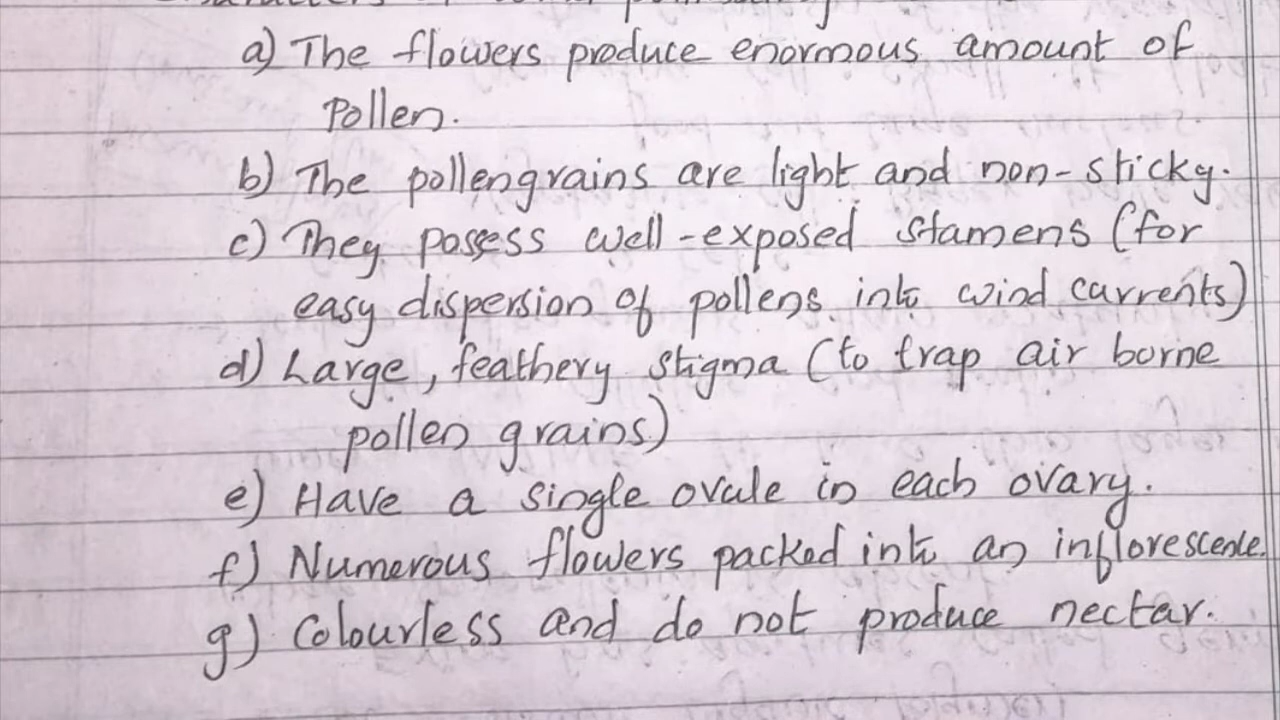 a) The flowers produce enormous amount of
Pollen.
b) The pollengrains are light and non-sticky.
c) They possess well-exposed stamens (for
easy dispersion of pollens into wind currents)
d) Large, feathery stigma (to trap air borne
pollen grains)
e) Have a single ovule in each ovary.
f) Numerous flowers packed into an inflorescence.
g) Colourless and do not produce nectar.